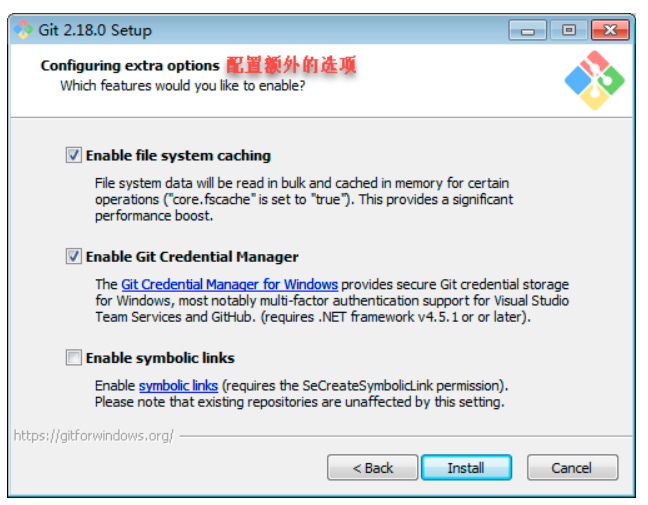 Git 2.18.0 Setup
Configuring extra options 配置额外的选项
Which features would you like to enable?
Enable file system caching
File system data will be read in bulk and cached in memory for certain
operations ("core.fscache" is set to "true"). This provides a significant
performance boost.
Enable Git Credential Manager
The Git Credential Manager for Windows provides secure Git credential storage
for Windows, most notably multi-factor authentication support for Visual Studio
Team Services and GitHub. (requires .NET framework v4.5.1 or or later).
Enable symbolic links
Enable symbolic links (requires the SeCreateSymbolicLink permission).
Please note that existing repositories are unaffected by this setting.
https://gitforwindows.org/
< Back Install Cancel